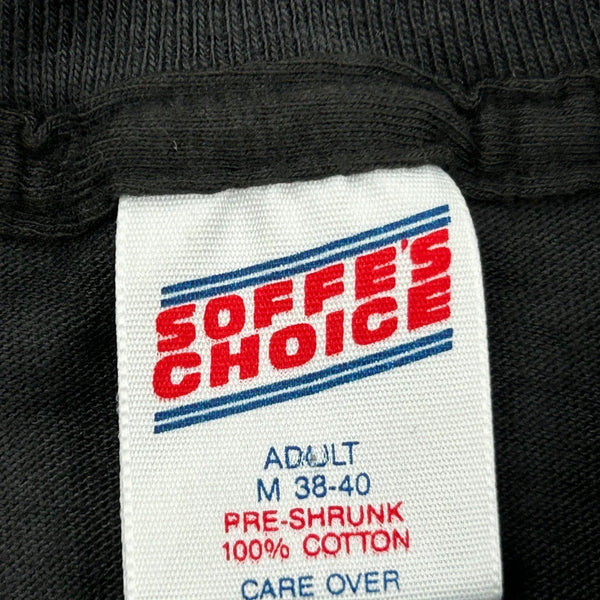 SOFFE'S
CHOICE
ADULT
M 38-40
PRE-SHRUNK
100% COTTON
CARE OVER